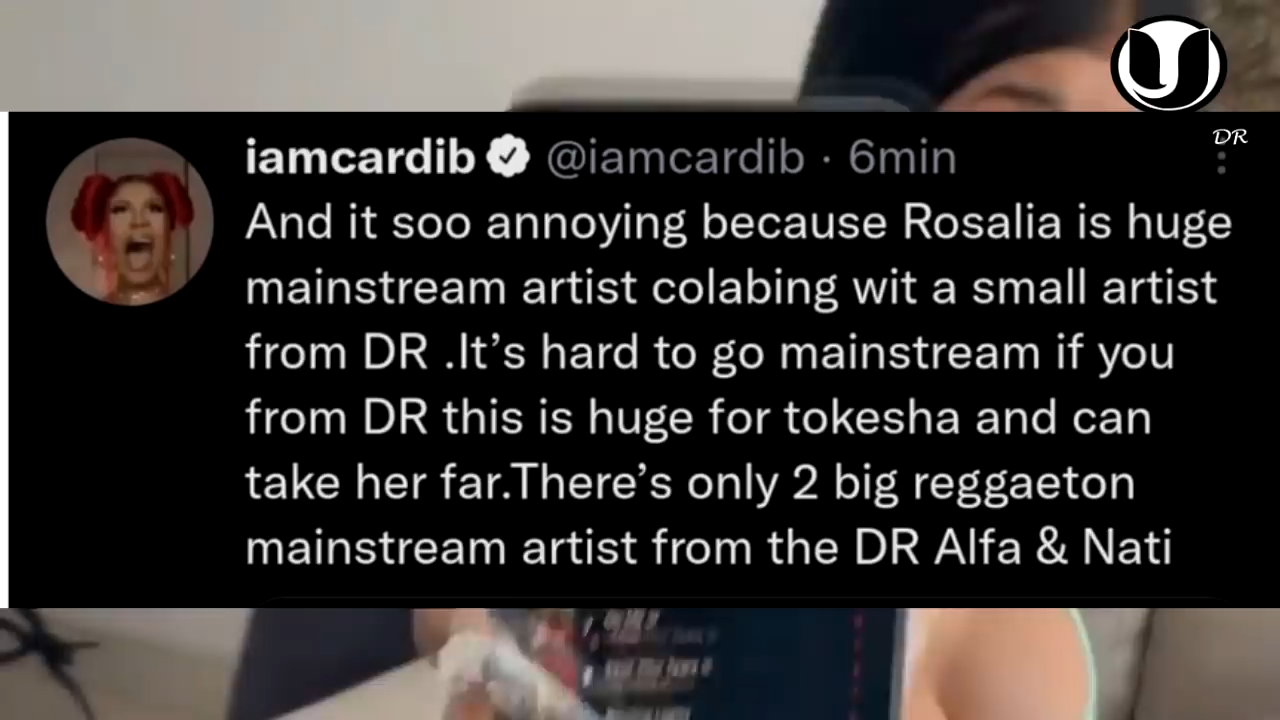 iamcardib @iamcardib · 6min
DR
And it soo annoying because Rosalia is huge
mainstream artist colabing wit a small artist
from DR .It’s hard to go mainstream if you
from DR this is huge for tokesha and can
take her far.There’s only 2 big reggaeton
mainstream artist from the DR Alfa & Nati